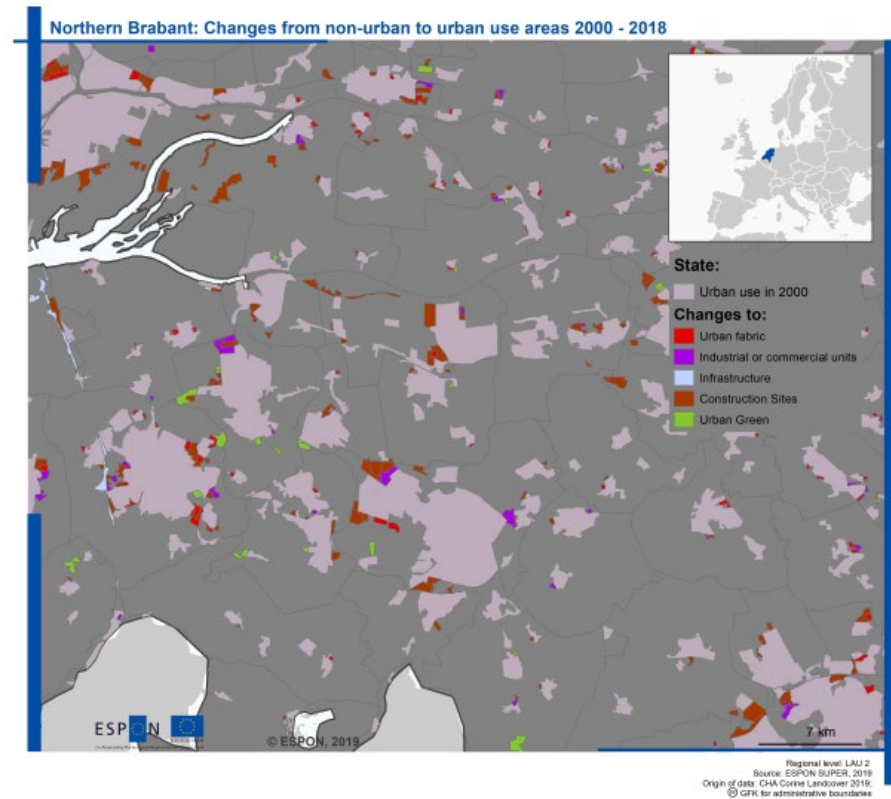 Northern Brabant: Changes from non-urban to urban use areas 2000 - 2018
State:
Urban use in 2000
Changes to:
Urban fabric
Industrial or commercial units
Infrastructure
Construction Sites
Urban Green
ESPON
© ESPON, 2019
7 km
Regional level: LAU 2
Source: ESPON SUPER, 2019
Origin of data: CHA Corine Landcover 2019;
GFK for administrative boundaries